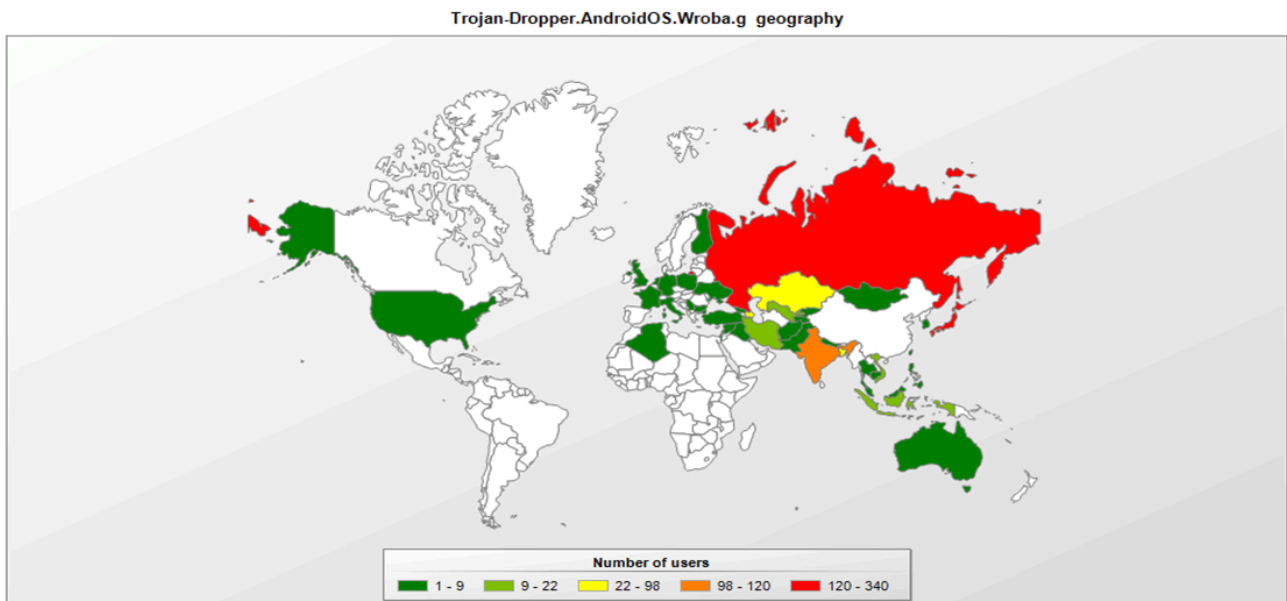 Trojan-Dropper.AndroidOS.Wroba.g geography
Number of users
1 - 9
9 - 22
22 - 98
98 - 120
120 - 340